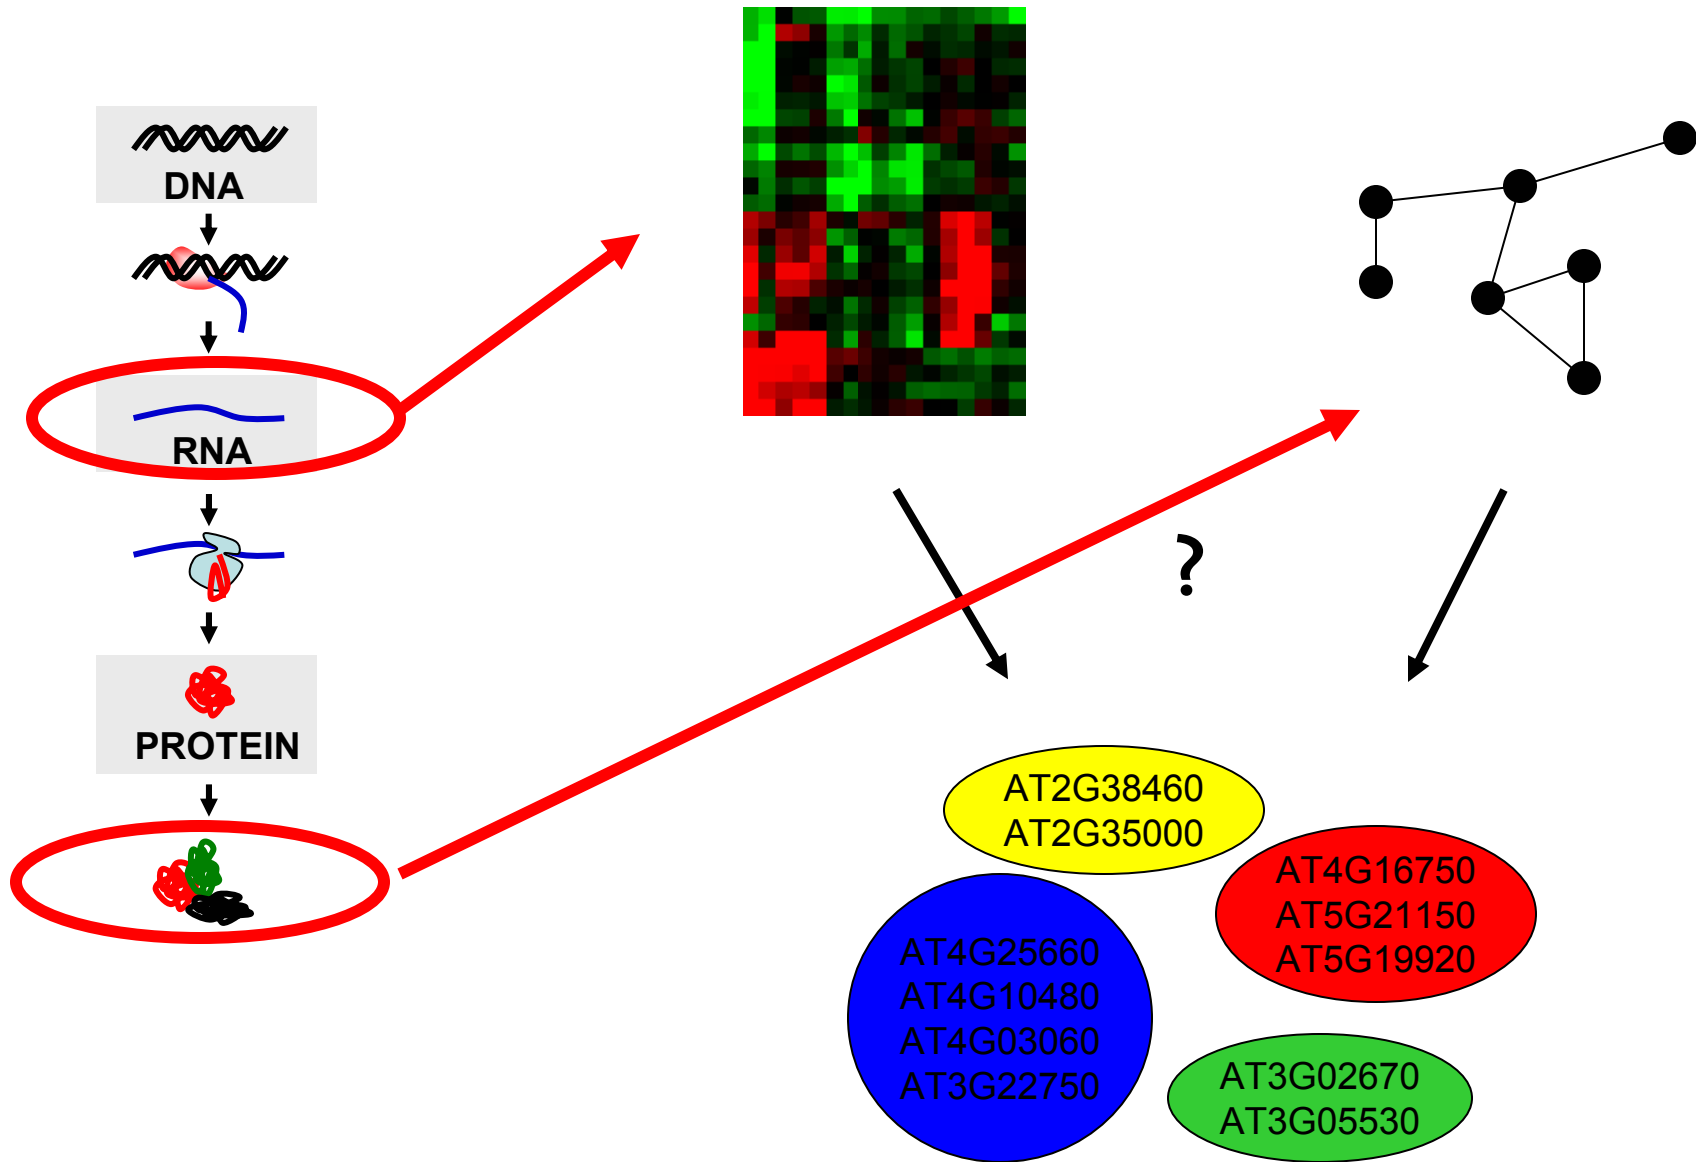 DNA
RNA
PROTEIN
?
AT2G38460
AT2G35000
AT4G16750
AT5G21150
AT5G19920
AT4G25660
AT4G10480
AT4G03060
AT3G22750
AT3G02670
AT3G05530